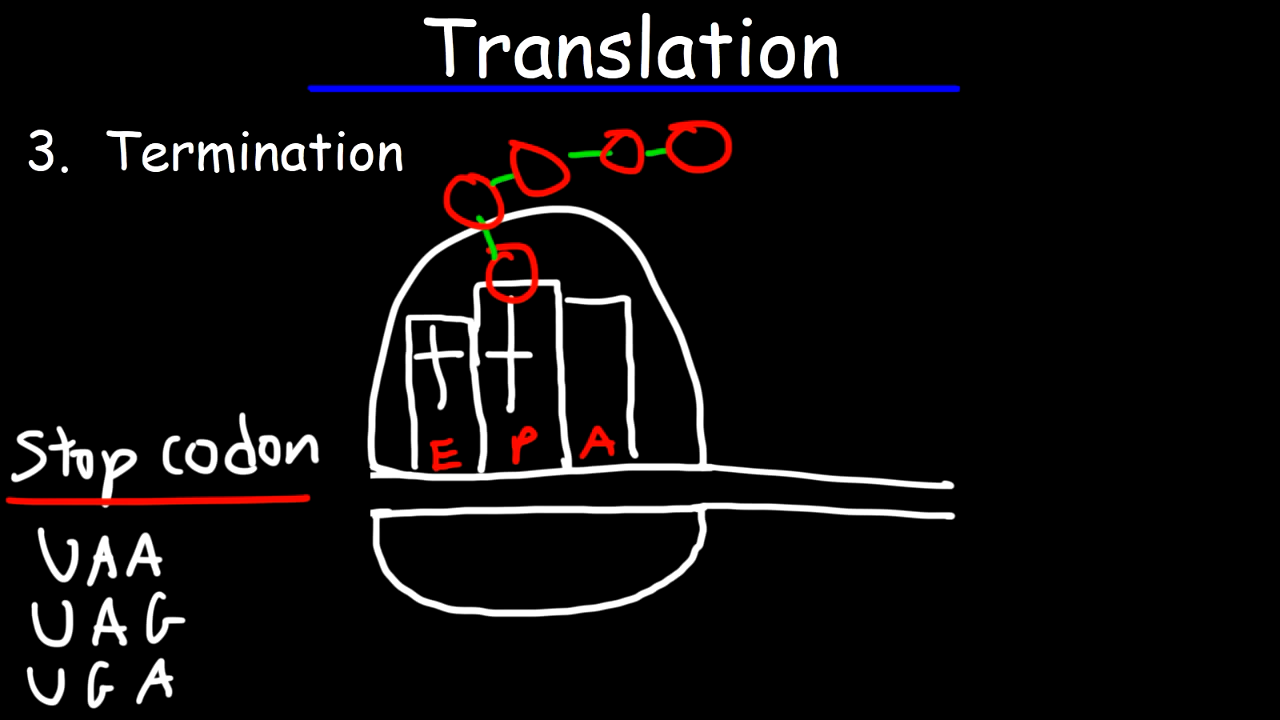 Translation
3. Termination
E P A
Stop codon
UAA
UAG
UGA